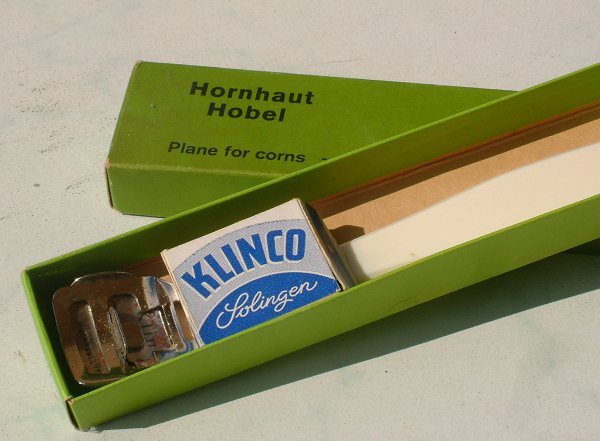 Hornhaut
Hobel
Plane for corns -
KLINCO
Solingen